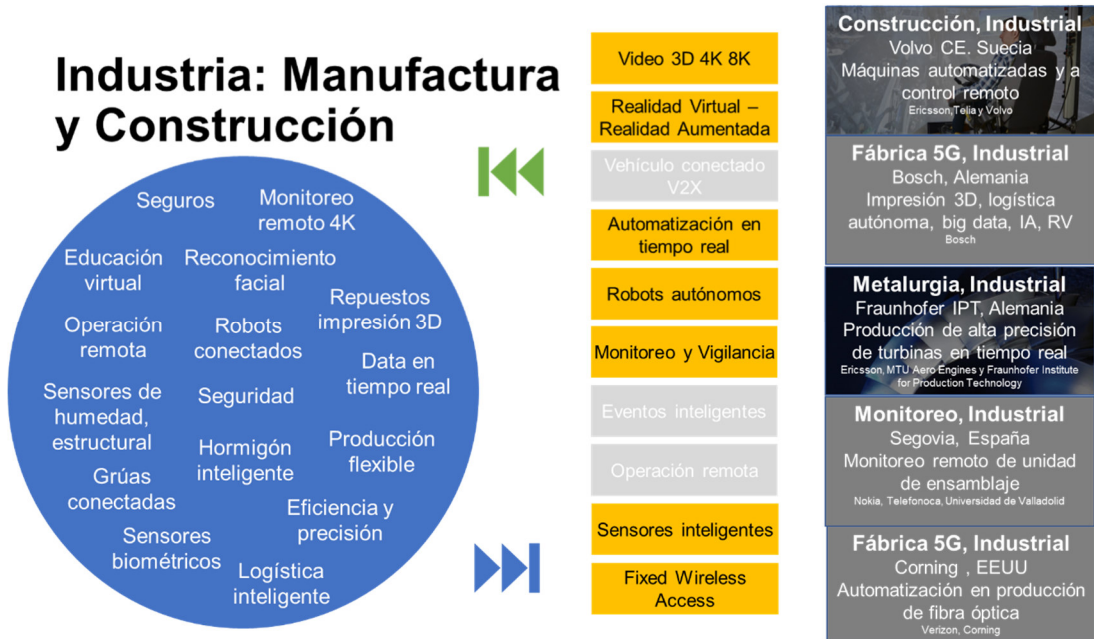 Industria: Manufactura
y Construcción
Seguros
Monitoreo
remoto 4K
Educación
virtual
Reconocimiento
facial
Repuestos
impresión 3D
Operación
remota
Robots
conectados
Data en
tiempo real
Sensores de
humedad,
estructural
Seguridad
Hormigón
inteligente
Producción
flexible
Grúas
conectadas
Eficiencia y
precisión
Sensores
biométricos
Logística
inteligente
Video 3D 4K 8K
Realidad Virtual –
Realidad Aumentada
Vehículo conectado
V2X
Automatización en
tiempo real
Robots autónomos
Monitoreo y Vigilancia
Eventos inteligentes
Operación remota
Sensores inteligentes
Fixed Wireless
Access
Construcción, Industrial
Volvo CE. Suecia
Máquinas automatizadas y a
control remoto
Ericsson,Telia y Volvo
Fábrica 5G, Industrial
Bosch, Alemania
Impresión 3D, logística
autónoma, big data, IA, RV
Bosch
Metalurgia, Industrial
Fraunhofer IPT, Alemania
Producción de alta precisión
de turbinas en tiempo real
Ericsson, MTU Aero Engines y Fraunhofer Institute
for Production Technology
Monitoreo, Industrial
Segovia, España
Monitoreo remoto de unidad
de ensamblaje
Nokia, Telefonoca, Universidad de Valladolid
Fábrica 5G, Industrial
Corning , EEUU
Automatización en producción
de fibra óptica
Verizon, Corning